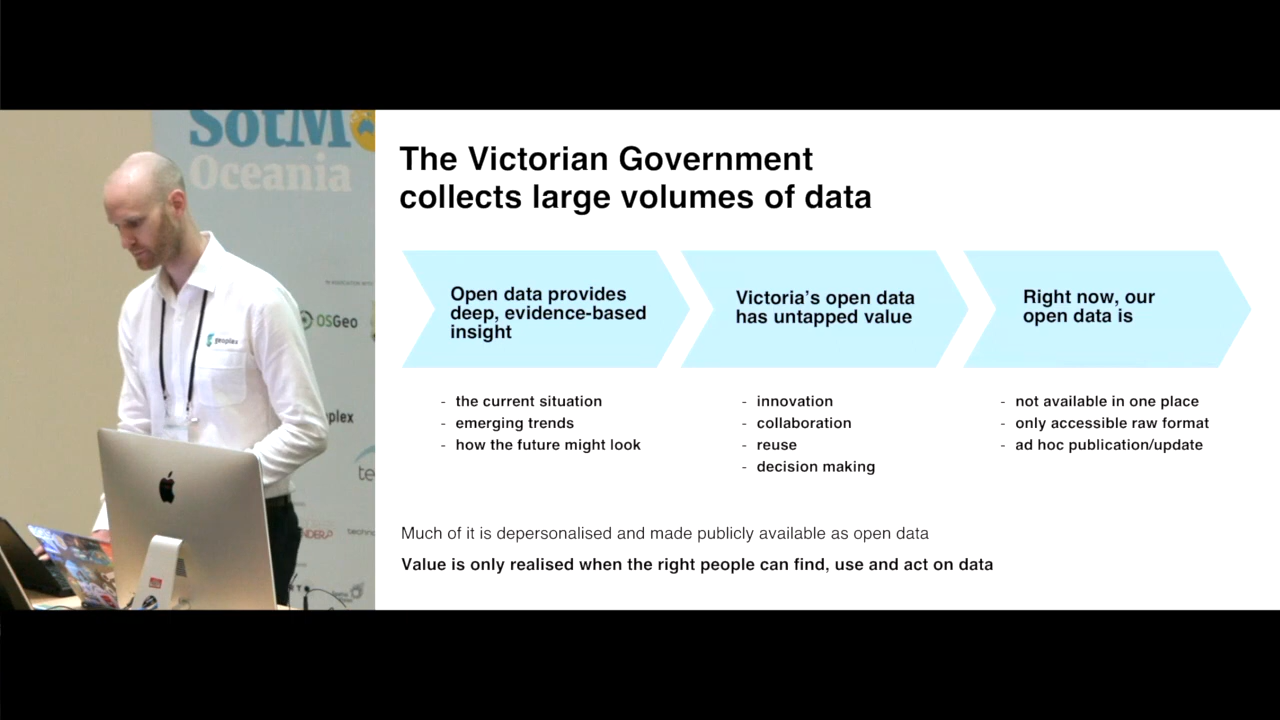 SotM
Oceania
OSGeo
geoplex
The Victorian Government
collects large volumes of data
Open data provides
deep, evidence-based
insight
Victoria's open data
has untapped value
Right now, our
open data is
- the current situation
- emerging trends
- how the future might look
- innovation
- collaboration
- reuse
- decision making
- not available in one place
- only accessible raw format
- ad hoc publication/update
Much of it is depersonalised and made publicly available as open data
Value is only realised when the right people can find, use and act on data